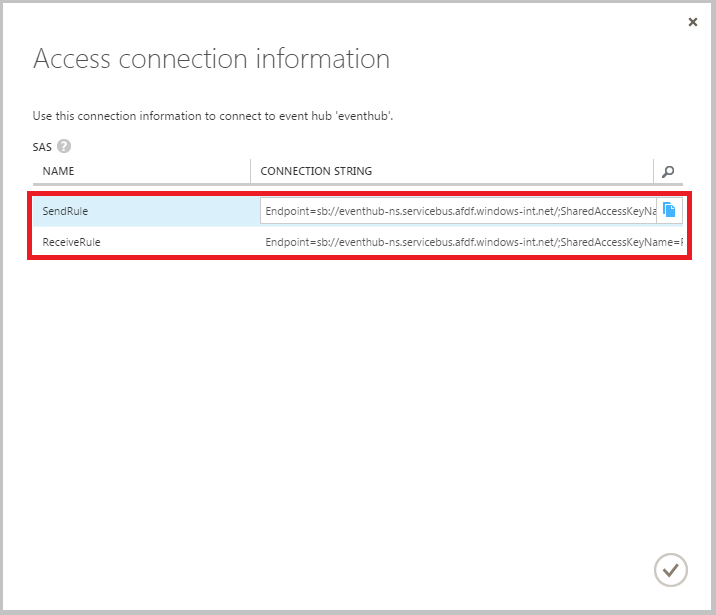 Access connection information
Use this connection information to connect to event hub 'eventhub'.
SAS ?
NAME CONNECTION STRING
SendRule Endpoint=sb://eventhub-ns.servicebus.afdf.windows-int.net/;SharedAccessKeyNa
ReceiveRule Endpoint=sb://eventhub-ns.servicebus.afdf.windows-int.net/;SharedAccessKeyName=